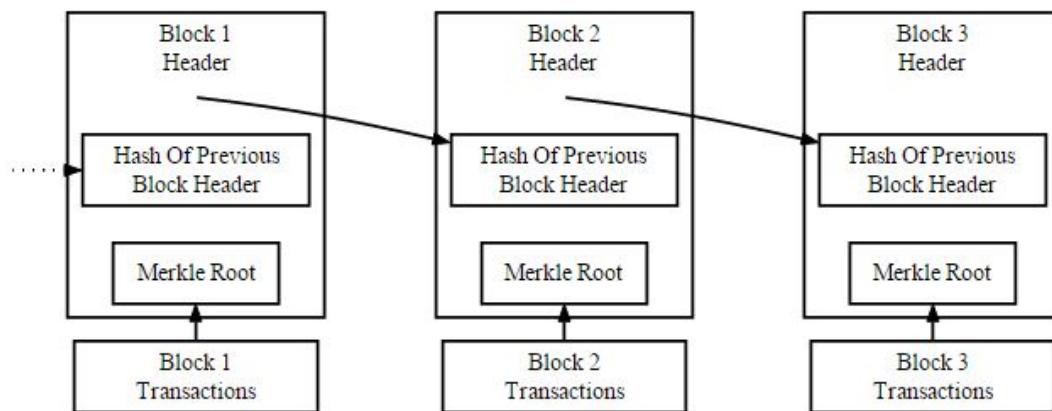 Block 1
Header
Hash Of Previous
Block Header
Merkle Root
Block 1
Transactions
Block 2
Header
Hash Of Previous
Block Header
Merkle Root
Block 2
Transactions
Block 3
Header
Hash Of Previous
Block Header
Merkle Root
Block 3
Transactions